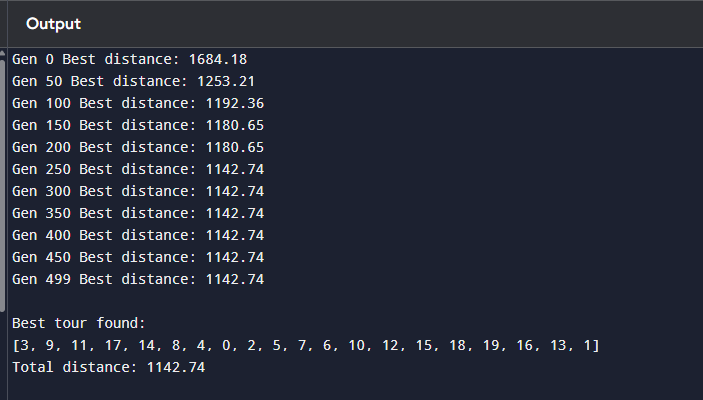 Output
Gen 0 Best distance: 1684.18
Gen 50 Best distance: 1253.21
Gen 100 Best distance: 1192.36
Gen 150 Best distance: 1180.65
Gen 200 Best distance: 1180.65
Gen 250 Best distance: 1142.74
Gen 300 Best distance: 1142.74
Gen 350 Best distance: 1142.74
Gen 400 Best distance: 1142.74
Gen 450 Best distance: 1142.74
Gen 499 Best distance: 1142.74
Best tour found:
[3, 9, 11, 17, 14, 8, 4, 0, 2, 5, 7, 6, 10, 12, 15, 18, 19, 16, 13, 1]
Total distance: 1142.74